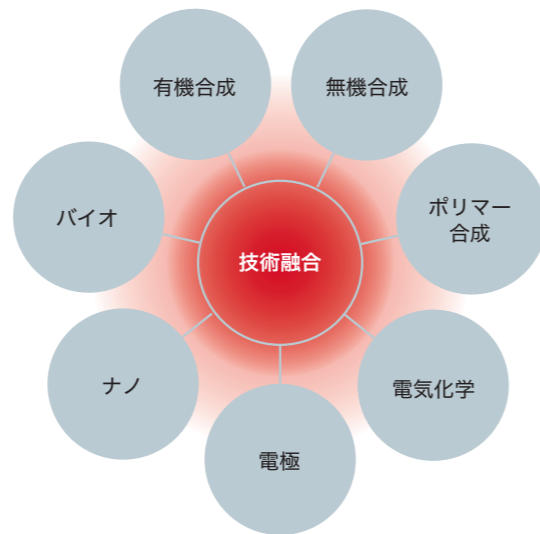 有機合成
無機合成
バイオ
ポリマー
合成
技術融合
ナノ
電気化学
電極